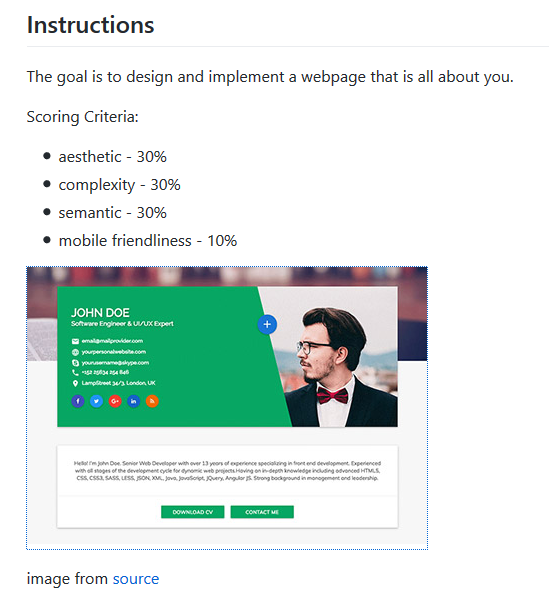 Instructions
The goal is to design and implement a webpage that is all about you.
Scoring Criteria:
aesthetic - 30%
complexity - 30%
semantic - 30%
mobile friendliness - 10%
JOHN DOE
Software Engineer & UI/UX Expert
email@mailprovider.com
yourpersonalwebsite.com
yourusername@skype.com
+152 25634 254 846
LampStreet 34/3, London, UK
Hello! I'm John Doe. Senior Web Developer with over 13 years of experience specializing in front end development. Experienced
with all stages of the development cycle for dynamic web projects.Having an in-depth knowledge including advanced HTML5,
CSS, CSS3, SASS, LESS, JSON, XML, Java, JavaScript, JQuery, Angular JS. Strong background in management and leadership.
DOWNLOAD CV
CONTACT ME
image from source